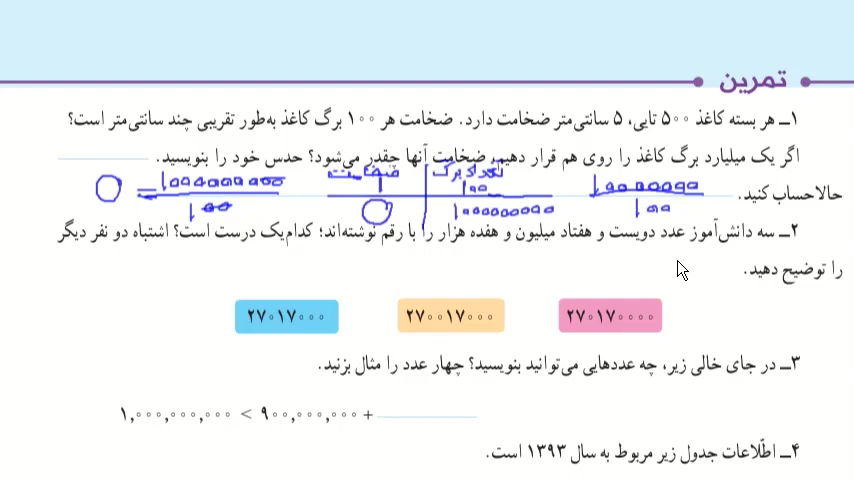 تمرین
۱ــ هر بسته کاغذ ۵۰۰ تایی، ۵ سانتی‌متر ضخامت دارد. ضخامت هر ۱۰۰ برگ کاغذ به‌طور تقریبی چند سانتی‌متر است؟
اگر یک میلیارد برگ کاغذ را روی هم قرار دهیم، ضخامت آنها چقدر می‌شود؟ حدس خود را بنویسید.
حالا حساب کنید.
ضخامت تعداد برگ
۱ ۱۰۰
۱۰۰۰۰۰۰۰۰۰
۲ــ سه دانش‌آموز عدد دویست و هفتاد میلیون و هفده هزار را با رقم نوشته‌اند؛ کدام‌یک درست است؟ اشتباه دو نفر دیگر
را توضیح دهید.
۲۷۰۱۷۰۰۰ ۲۷۰۰۱۷۰۰۰ ۲۷۰۱۷۰۰۰۰
۳ــ در جای خالی زیر، چه عددهایی می‌توانید بنویسید؟ چهار عدد را مثال بزنید.
۱,۰۰۰,۰۰۰,۰۰۰ < ۹۰۰,۰۰۰,۰۰۰ +
۴ــ اطّلاعات جدول زیر مربوط به سال ۱۳۹۳ است.